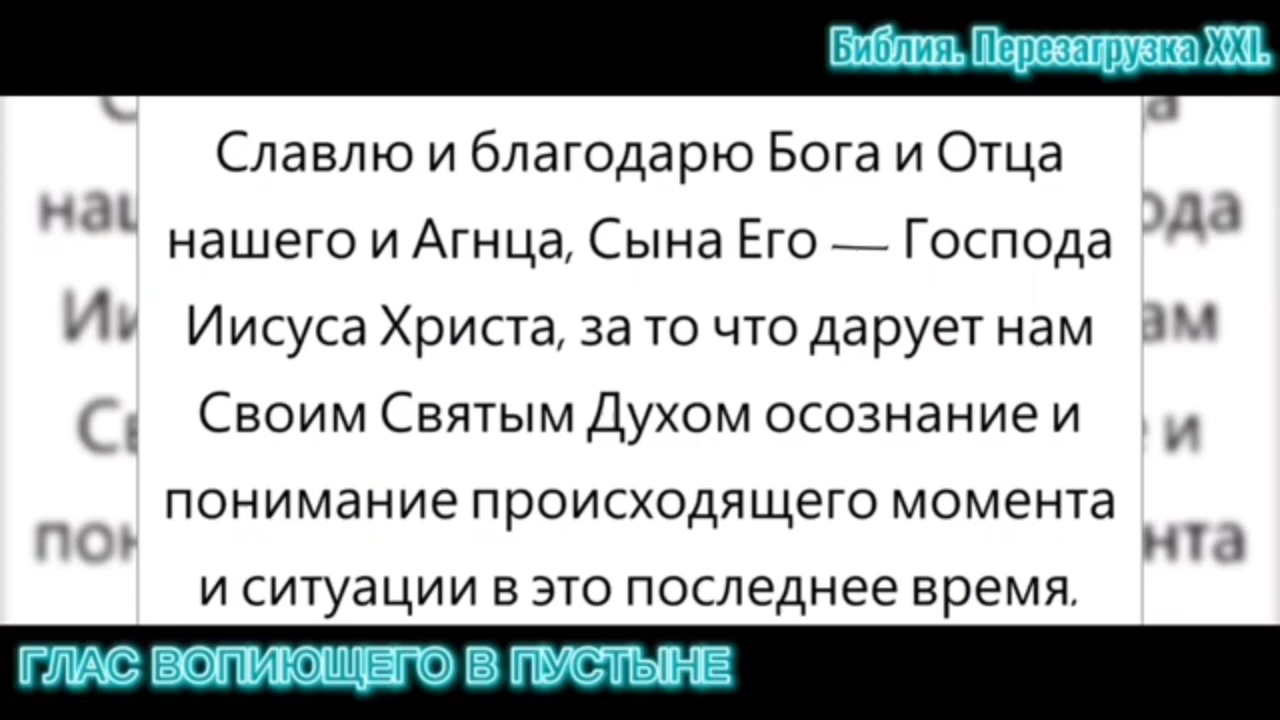 Библия. Перезагрузка XXI.
Славлю и благодарю Бога и Отца
нашего и Агнца, Сына Его — Господа
Иисуса Христа, за то что дарует нам
Своим Святым Духом осознание и
понимание происходящего момента
и ситуации в это последнее время.
ГЛАС ВОПИЮЩЕГО В ПУСТЫНЕ